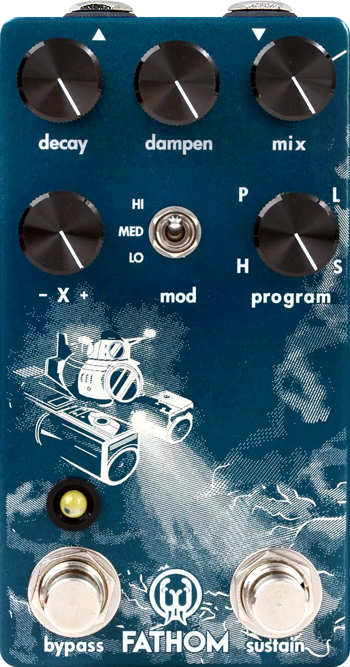 decay dampen mix
HI
MED
LO
P L
H S
- X + mod program
bypass FATHOM sustain